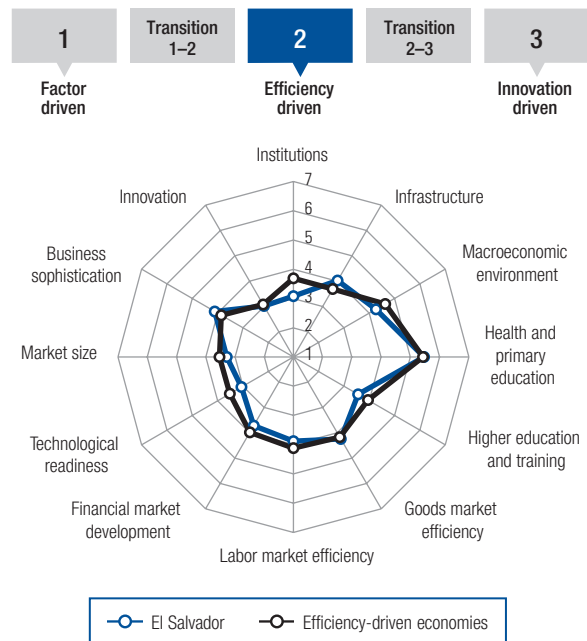 1
Transition
1–2
2
Transition
2–3
3
Factor
driven
Efficiency
driven
Innovation
driven
Institutions
7
6
5
4
3
2
1
Infrastructure
Macroeconomic
environment
Health and
primary
education
Higher education
and training
Goods market
efficiency
Labor market efficiency
Financial market
development
Technological
readiness
Market size
Business
sophistication
Innovation
El Salvador
Efficiency-driven economies